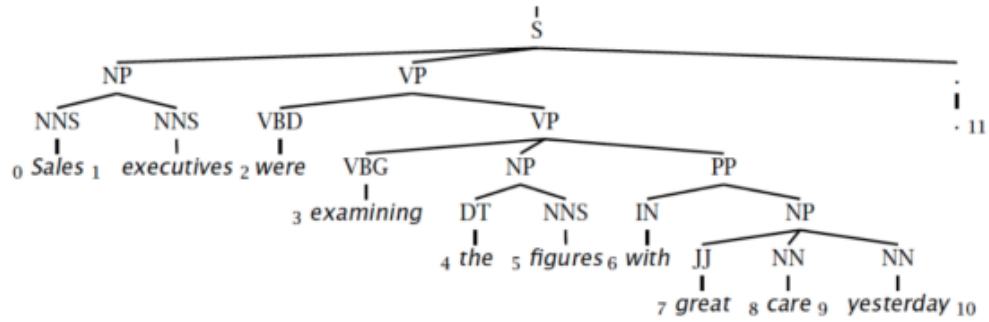 S
NP VP .
NNS NNS VBD VP . 11
0 Sales 1 executives 2 were VBG NP PP
3 examining DT NNS IN NP
4 the 5 figures 6 with JJ NN NN
7 great 8 care 9 yesterday 10